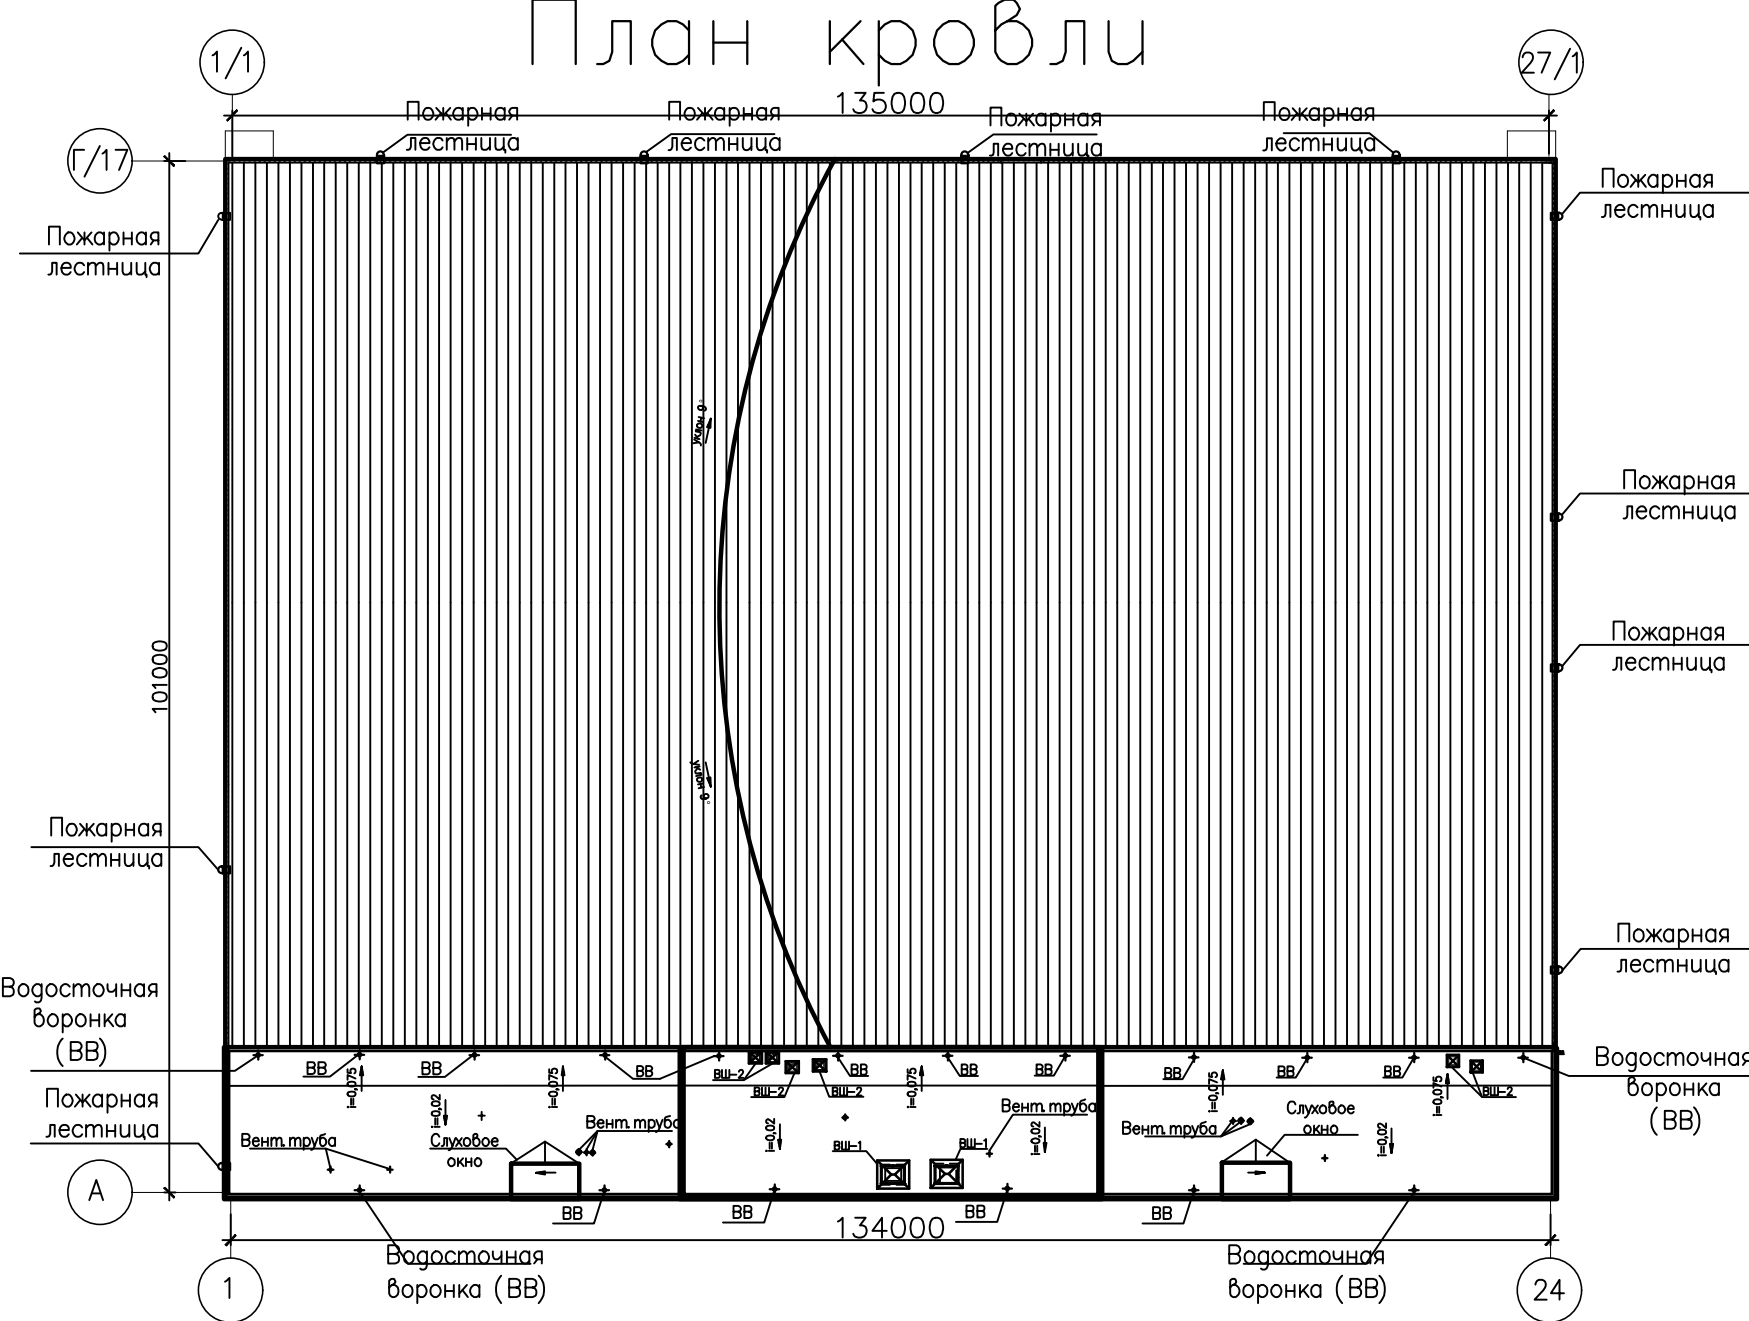 План кровли
1/1
27/1
135000
Пожарная
лестница
Пожарная
лестница
Пожарная
лестница
Пожарная
лестница
Г/17
Пожарная
лестница
Пожарная
лестница
уклон 9°
Пожарная
лестница
Пожарная
лестница
101000
уклон 9°
Пожарная
лестница
Пожарная
лестница
Водосточная
воронка
(ВВ)
Водосточная
воронка
(ВВ)
ВВ
ВВ
ВВ
ВВ
ВВ
ВВ
ВВ
ВВ
ВВ
ВШ-2
ВШ-2
ВШ-2
ВШ-2
i=0,075
i=0,075
i=0,075
i=0,075
i=0,075
Пожарная
лестница
i=0,02
i=0,02
i=0,02
i=0,02
Вент. труба
Слуховое
окно
Вент. труба
ВШ-1
ВШ-1
Вент. труба
Вент. труба
Слуховое
окно
А
ВВ
ВВ
ВВ
ВВ
134000
Водосточная
воронка (ВВ)
Водосточная
воронка (ВВ)
1
24